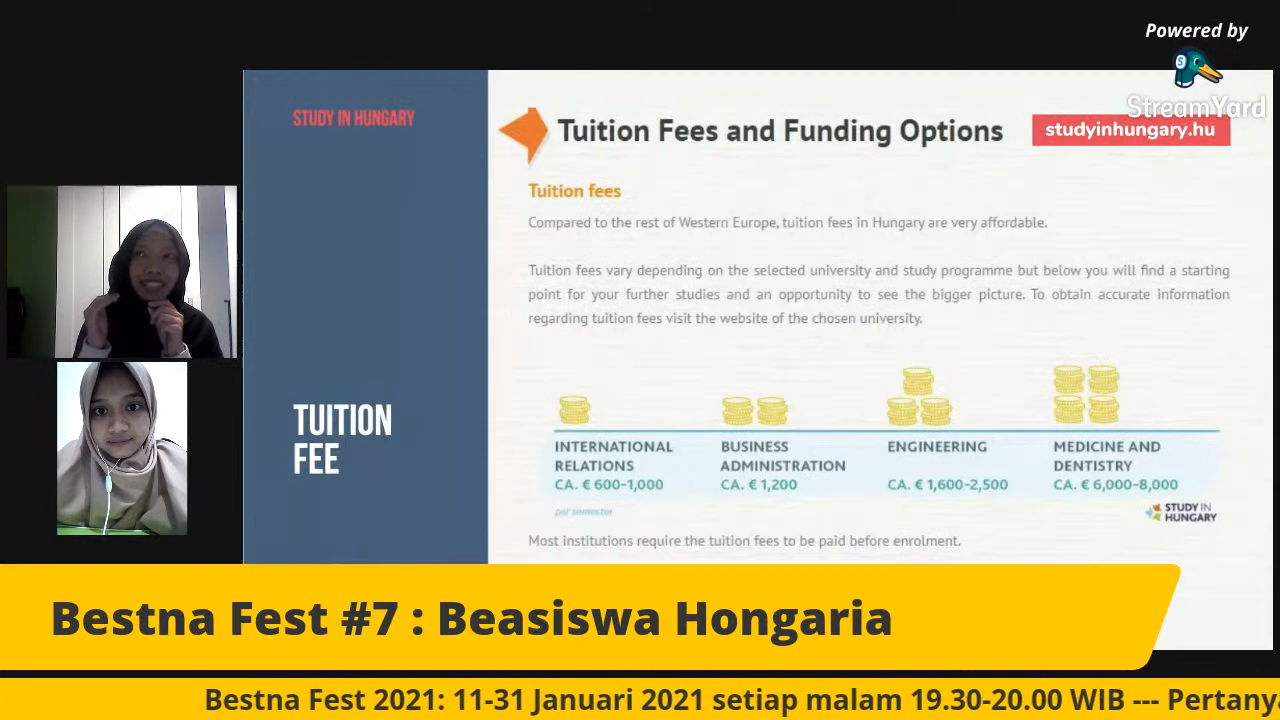 Powered by
StreamYard
STUDY IN HUNGARY
Tuition Fees and Funding Options
studyinhungary.hu
Tuition fees
Compared to the rest of Western Europe, tuition fees in Hungary are very affordable.
Tuition fees vary depending on the selected university and study programme but below you will find a starting
point for your further studies and an opportunity to see the bigger picture. To obtain accurate information
regarding tuition fees visit the website of the chosen university.
TUITION
FEE
INTERNATIONAL
RELATIONS
CA. € 600-1,000
BUSINESS
ADMINISTRATION
CA. € 1,200
ENGINEERING
CA. € 1,600-2,500
MEDICINE AND
DENTISTRY
CA. € 6,000-8,000
per semester
STUDY IN
HUNGARY
Most institutions require the tuition fees to be paid before enrolment.
Bestna Fest #7 : Beasiswa Hongaria
Bestna Fest 2021: 11-31 Januari 2021 setiap malam 19.30-20.00 WIB --- Pertanya